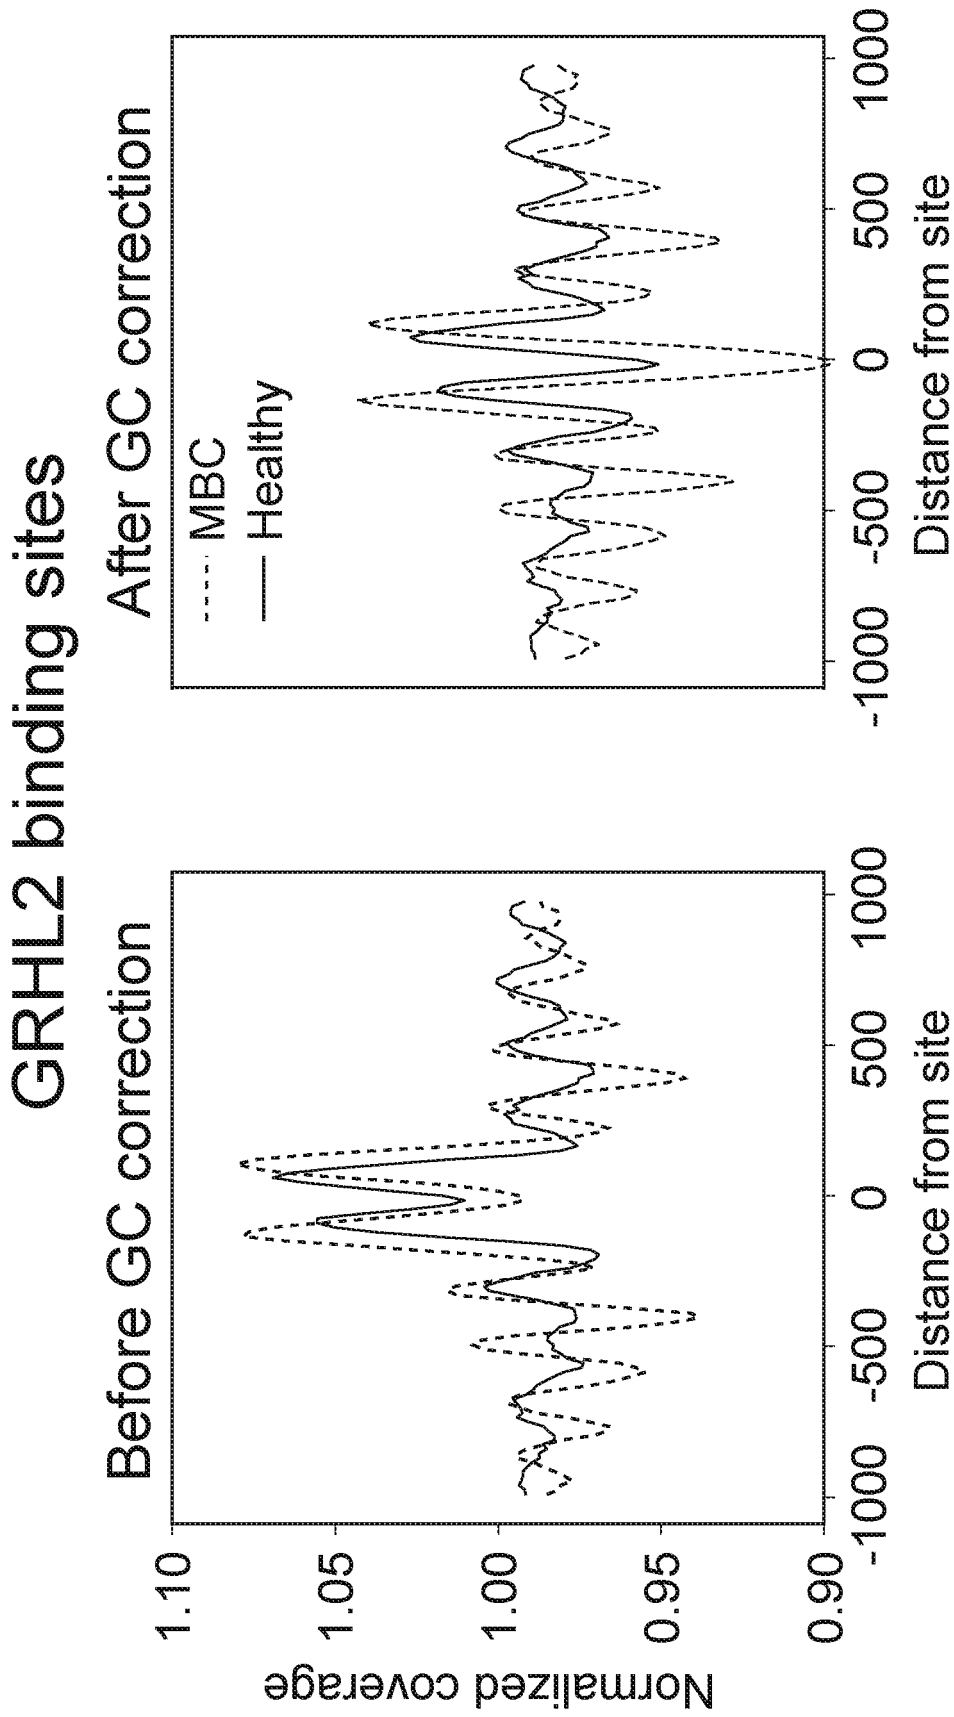 GRHL2 binding sites
Before GC correction
After GC correction
MBC
Healthy
Normalized coverage
1.10
1.05
1.00
0.95
0.90
-1000
-500
0
500
1000
Distance from site
-1000
-500
0
500
1000
Distance from site